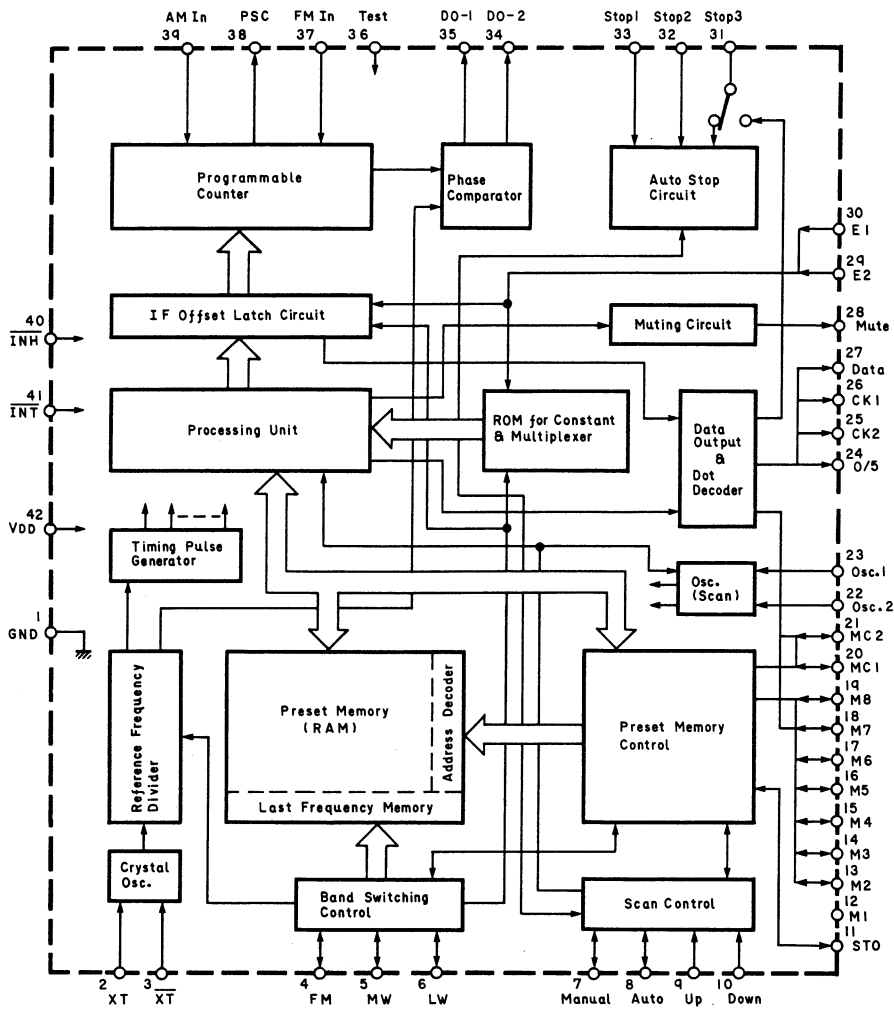 AM In PSC FM In Test DO-1 DO-2 Stop1 Stop2 Stop3
39 38 37 36 35 34 33 32 31
Programmable
Counter
Phase
Comparator
Auto Stop
Circuit
30
E1
29
E2
IF Offset Latch Circuit
Muting Circuit
28
Mute
40
INH
27
Data
26
CK1
25
CK2
24
O/5
41
INT
Processing Unit
ROM for Constant
& Multiplexer
Data
Output
&
Dot
Decoder
42
VDD
Timing Pulse
Generator
Osc.
(Scan)
23
Osc.1
22
Osc.2
1
GND
21
MC2
20
MC1
19
M8
18
M7
17
M6
16
M5
15
M4
14
M3
13
M2
12
M1
11
STO
Reference Frequency
Divider
Preset Memory
(RAM)
Address Decoder
Last Frequency Memory
Preset Memory
Control
Crystal
Osc.
Band Switching
Control
Scan Control
2 3 4 5 6 7 8 9 10
XT XT FM MW LW Manual Auto Up Down